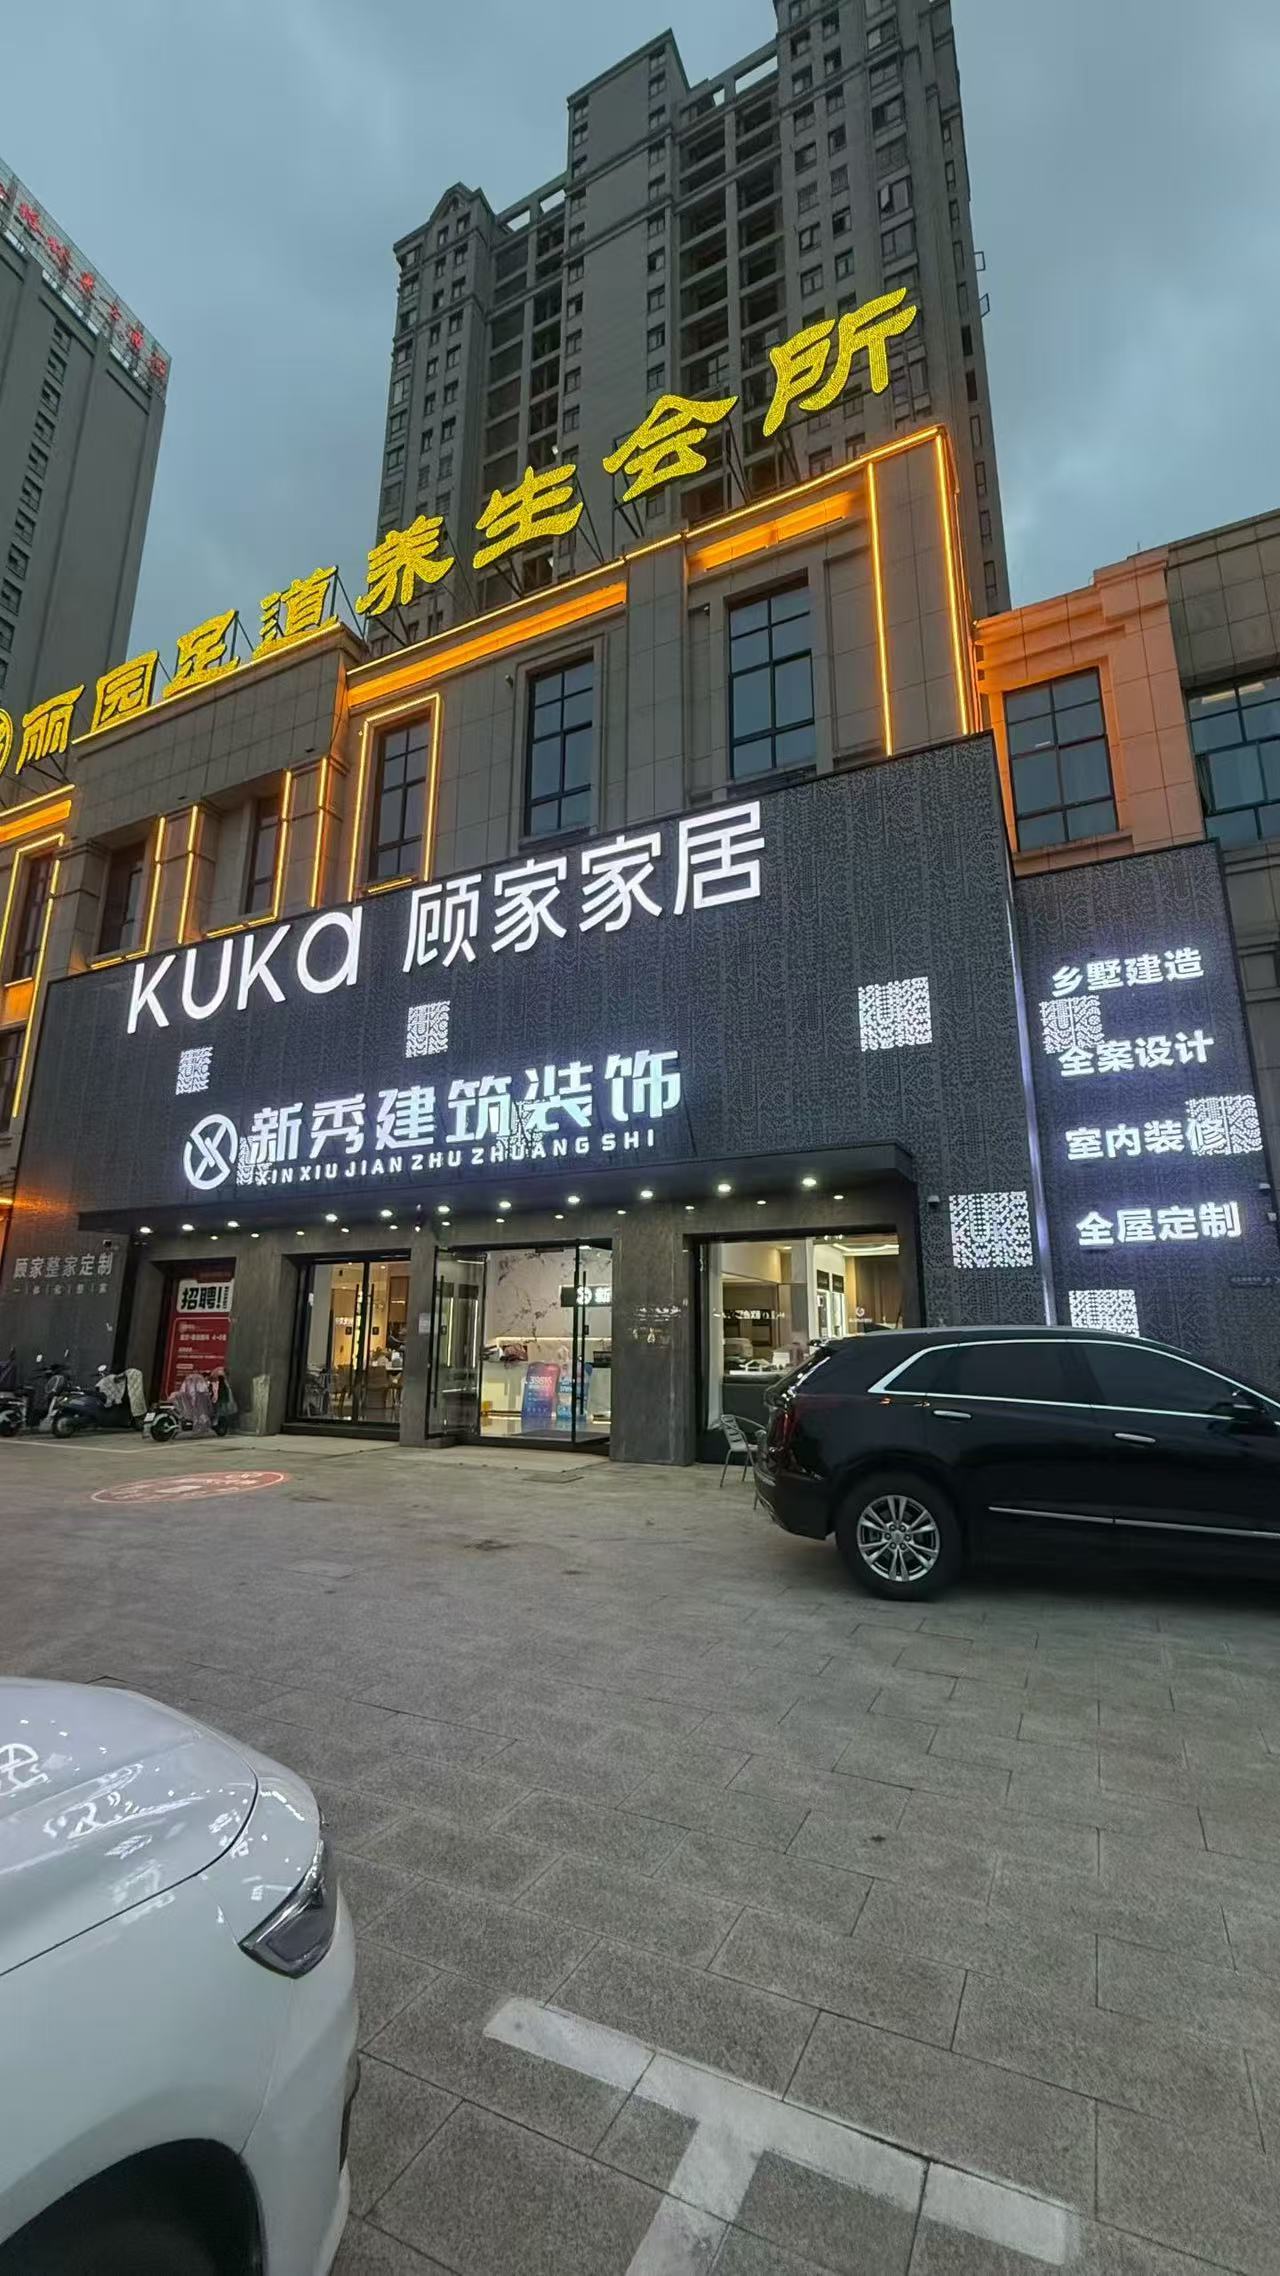 丽园足道养生会所
KUKa 顾家家居
新秀建筑装饰
XIN XIU JIAN ZHU ZHUANG SHI
乡墅建造
全案设计
室内装修
全屋定制
顾家整家定制
招聘!